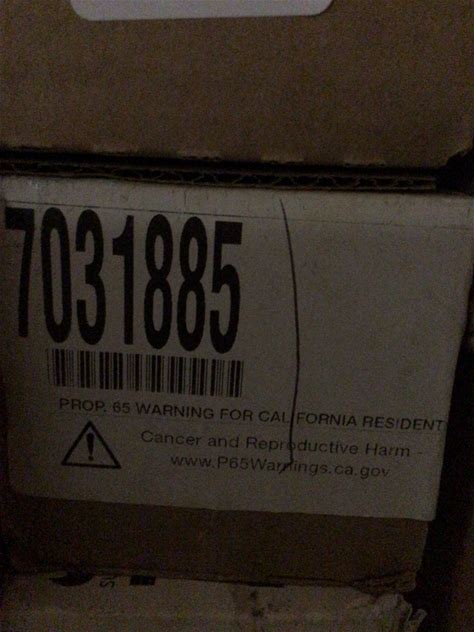 7031885
PROP. 65 WARNING FOR CALIFORNIA RESIDENT
Cancer and Reproductive Harm -
www.P65Warnings.ca.gov